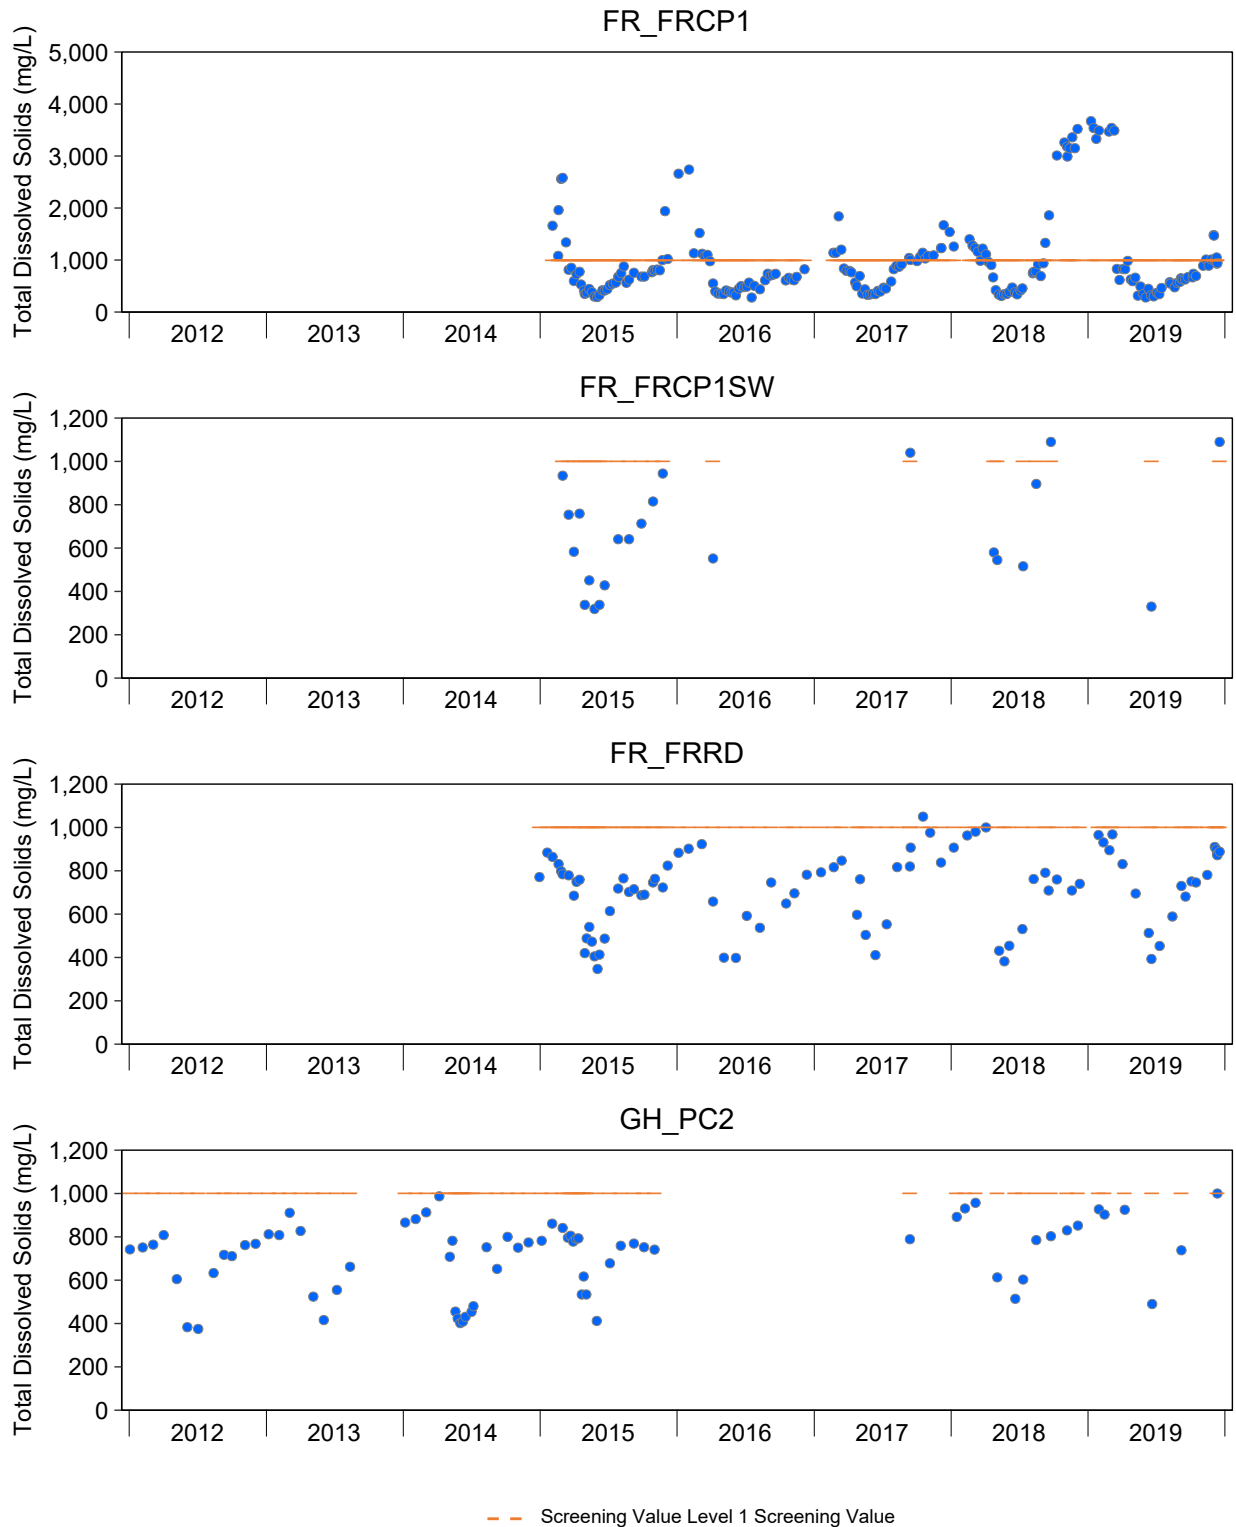 FR_FRCP1
Total Dissolved Solids (mg/L)
5,000
4,000
3,000
2,000
1,000
0
2012 2013 2014 2015 2016 2017 2018 2019
FR_FRCP1SW
Total Dissolved Solids (mg/L)
1,200
1,000
800
600
400
200
0
2012 2013 2014 2015 2016 2017 2018 2019
FR_FRRD
Total Dissolved Solids (mg/L)
1,200
1,000
800
600
400
200
0
2012 2013 2014 2015 2016 2017 2018 2019
GH_PC2
Total Dissolved Solids (mg/L)
1,200
1,000
800
600
400
200
0
2012 2013 2014 2015 2016 2017 2018 2019
Screening Value Level 1 Screening Value